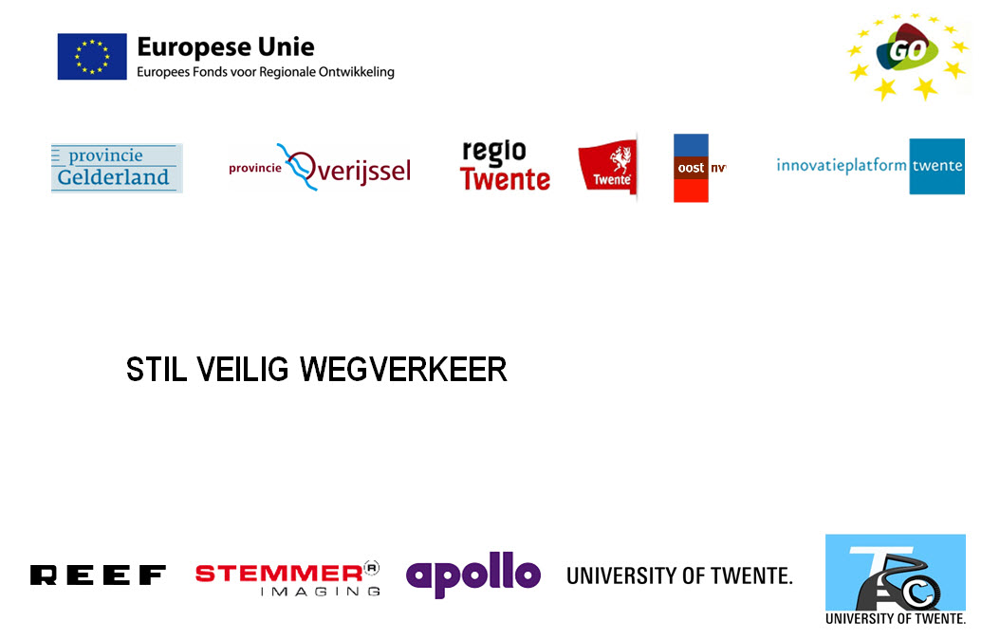 Europese Unie
Europees Fonds voor Regionale Ontwikkeling
GO
provincie
Gelderland
provincie Overijssel
regio
Twente
Twente
oost nv
innovatieplatform twente
STIL VEILIG WEGVERKEER
REEF
STEMMER®
IMAGING
apollo
UNIVERSITY OF TWENTE.
TRC
UNIVERSITY OF TWENTE.